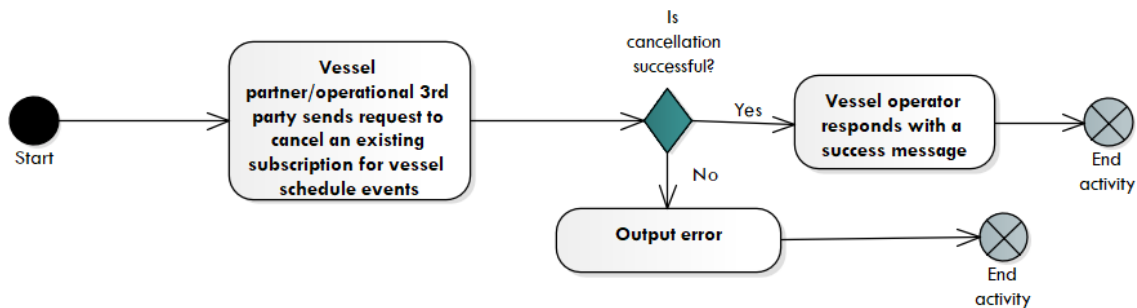 Start
Vessel
partner/operational 3rd
party sends request to
cancel an existing
subscription for vessel
schedule events
Is
cancellation
successful?
Yes
Vessel operator
responds with a
success message
End
activity
No
Output error
End
activity